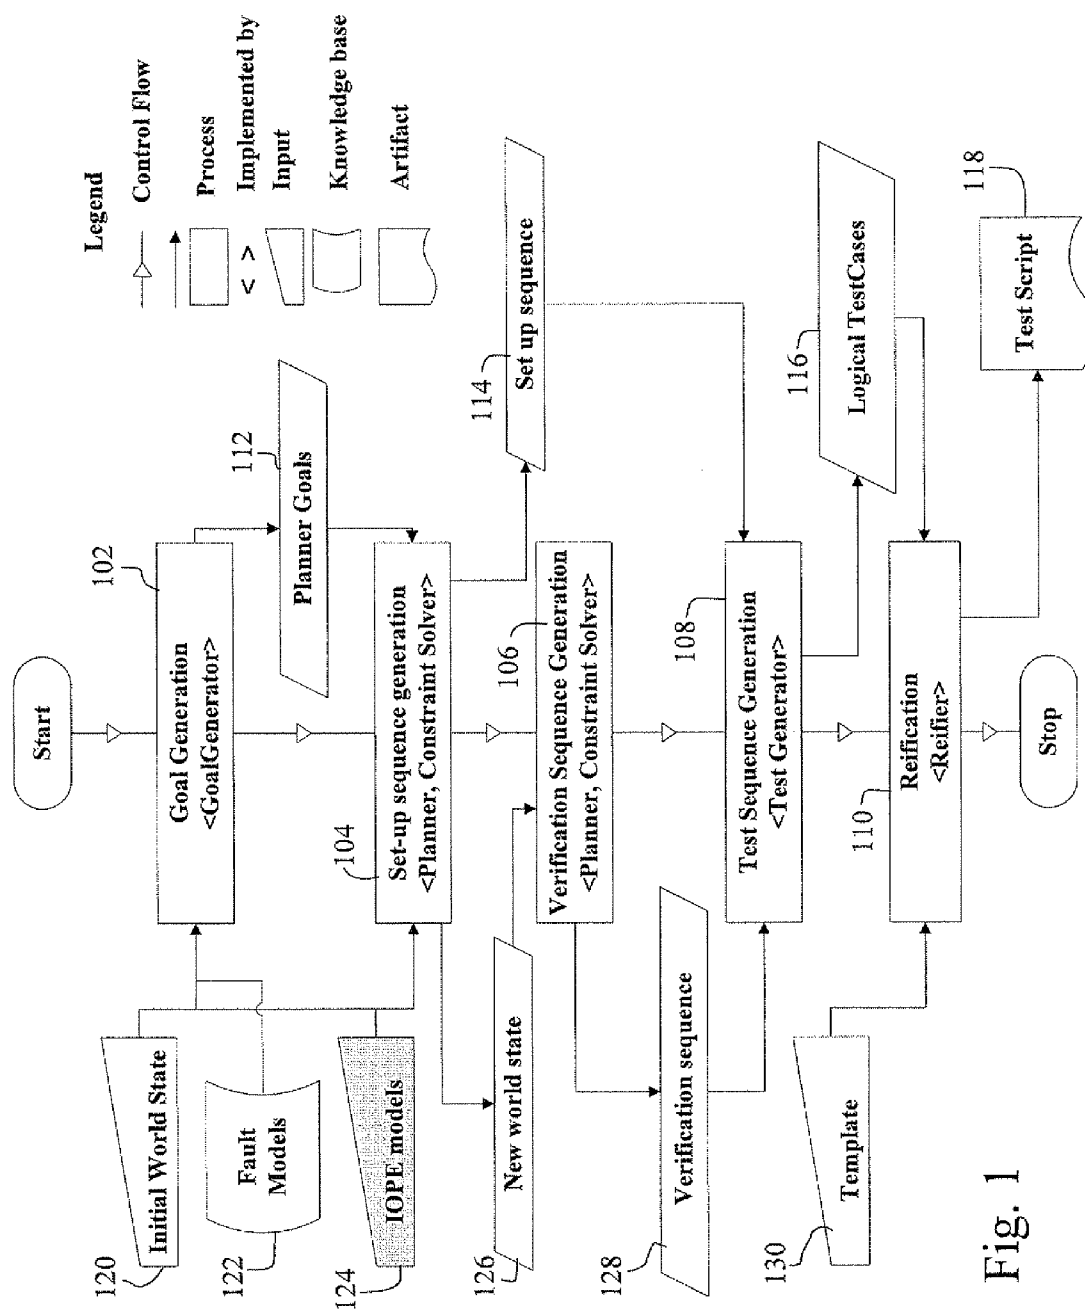 Legend
Control Flow
Process
< > Implemented by
Input
Knowledge base
Artifact
Start
102
Goal Generation
<GoalGenerator>
112
Planner Goals
120
Initial World State
122
Fault
Models
124
IOPE models
104
Set-up sequence generation
<Planner, Constraint Solver>
114
Set up sequence
126
New world state
106
Verification Sequence Generation
<Planner, Constraint Solver>
128
Verification sequence
108
Test Sequence Generation
<Test Generator>
116
Logical TestCases
130
Template
110
Reification
<Reifier>
118
Test Script
Stop
Fig. 1